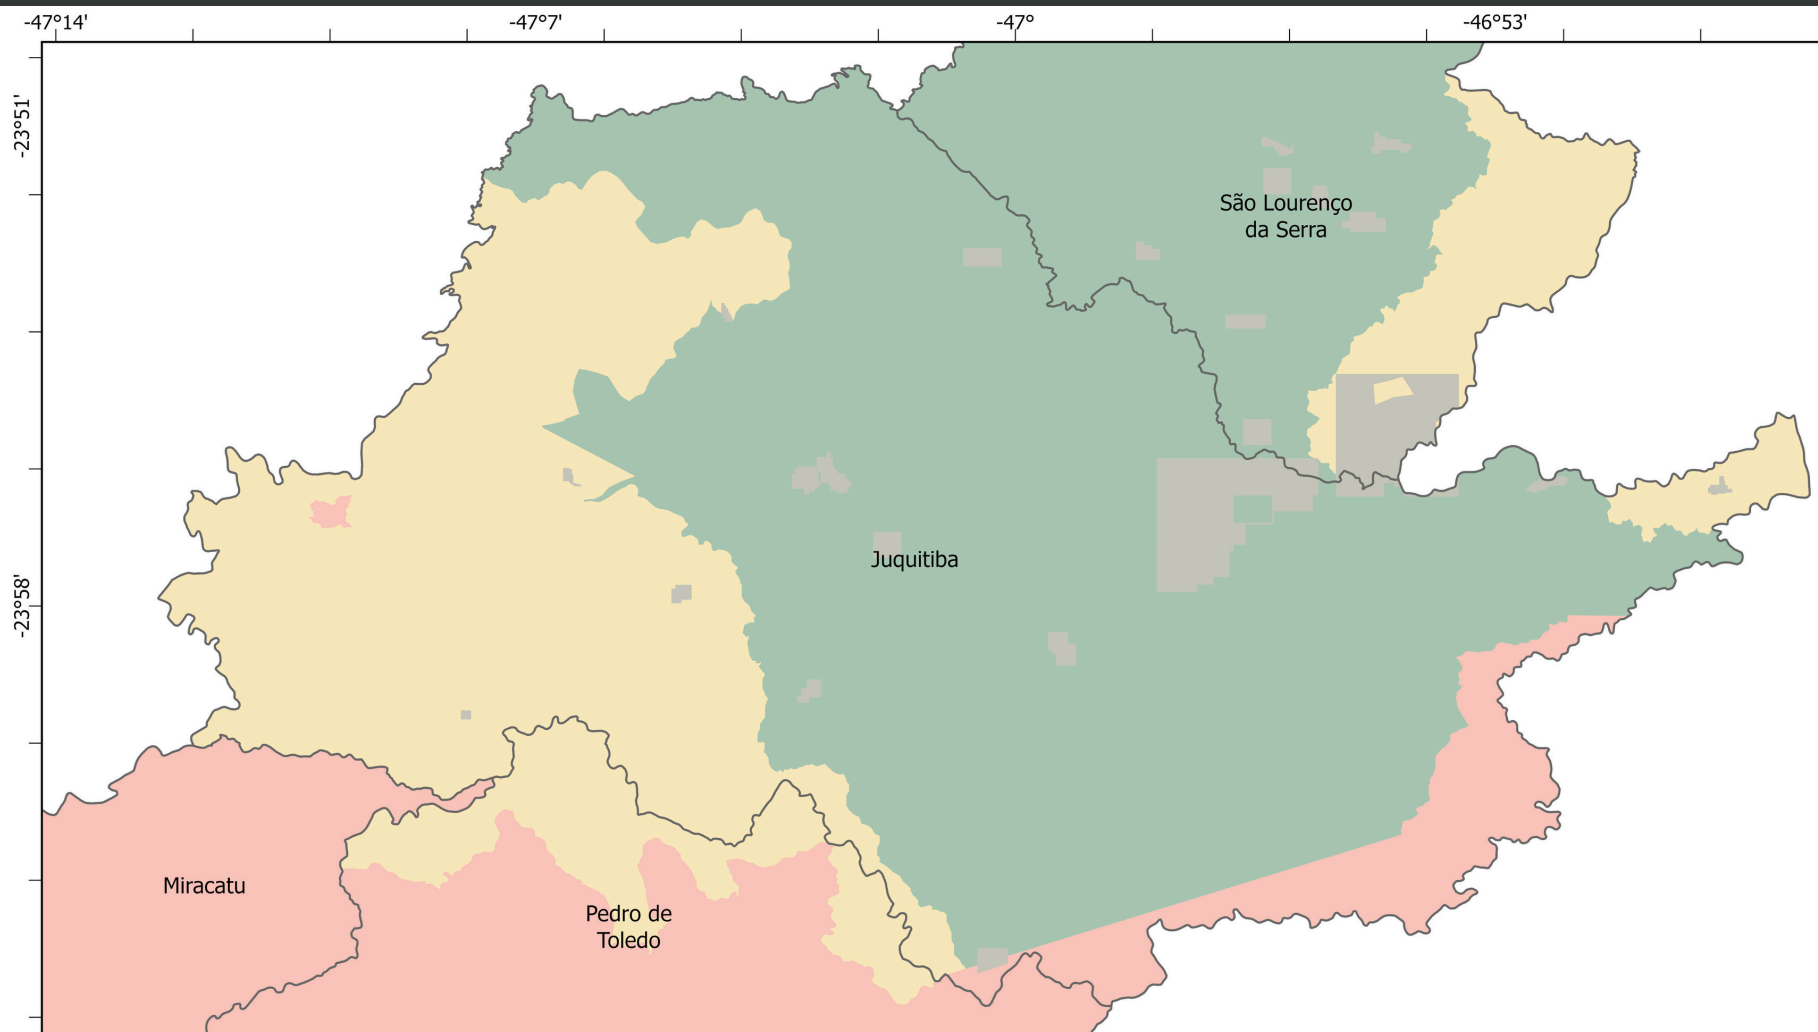 -47°14'
-47°7'
-47°
-46°53'
-23°51'
São Lourenço
da Serra
Juquitiba
-23°58'
Miracatu
Pedro de
Toledo